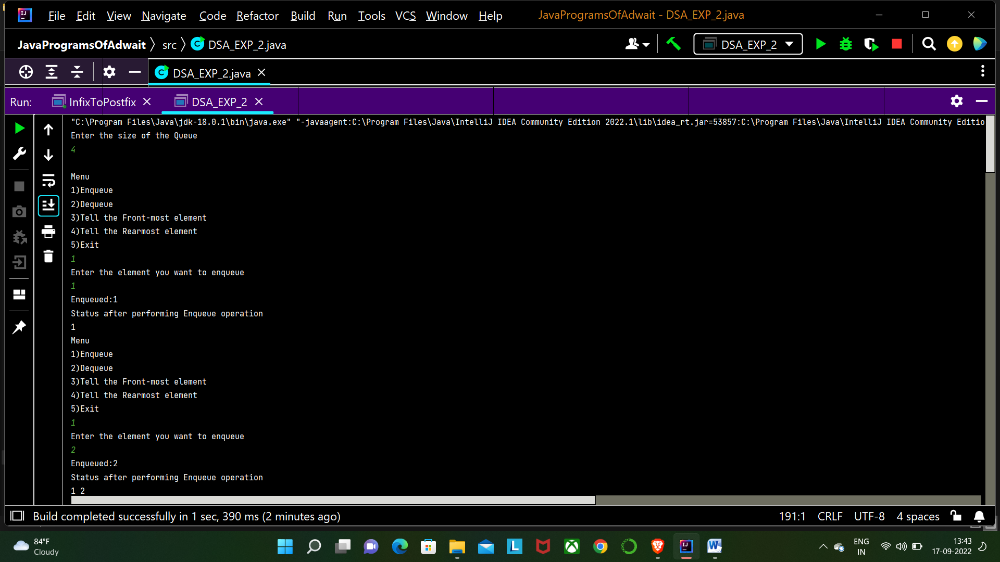 File Edit View Navigate Code Refactor Build Run Tools VCS Window Help JavaProgramsOfAdwait - DSA_EXP_2.java
JavaProgramsOfAdwait src DSA_EXP_2.java DSA_EXP_2
DSA_EXP_2.java
Run: InfixToPostfix DSA_EXP_2
"C:\Program Files\Java\jdk-18.0.1\bin\java.exe" "-javaagent:C:\Program Files\Java\IntelliJ IDEA Community Edition 2022.1\lib\idea_rt.jar=53857:C:\Program Files\Java\IntelliJ IDEA Community Editio
Enter the size of the Queue
4
Menu
1)Enqueue
2)Dequeue
3)Tell the Front-most element
4)Tell the Rearmost element
5)Exit
1
Enter the element you want to enqueue
1
Enqueued:1
Status after performing Enqueue operation
1
Menu
1)Enqueue
2)Dequeue
3)Tell the Front-most element
4)Tell the Rearmost element
5)Exit
1
Enter the element you want to enqueue
2
Enqueued:2
Status after performing Enqueue operation
1 2
Build completed successfully in 1 sec, 390 ms (2 minutes ago) 191:1 CRLF UTF-8 4 spaces
84°F
Cloudy
ENG
IN
13:43
17-09-2022